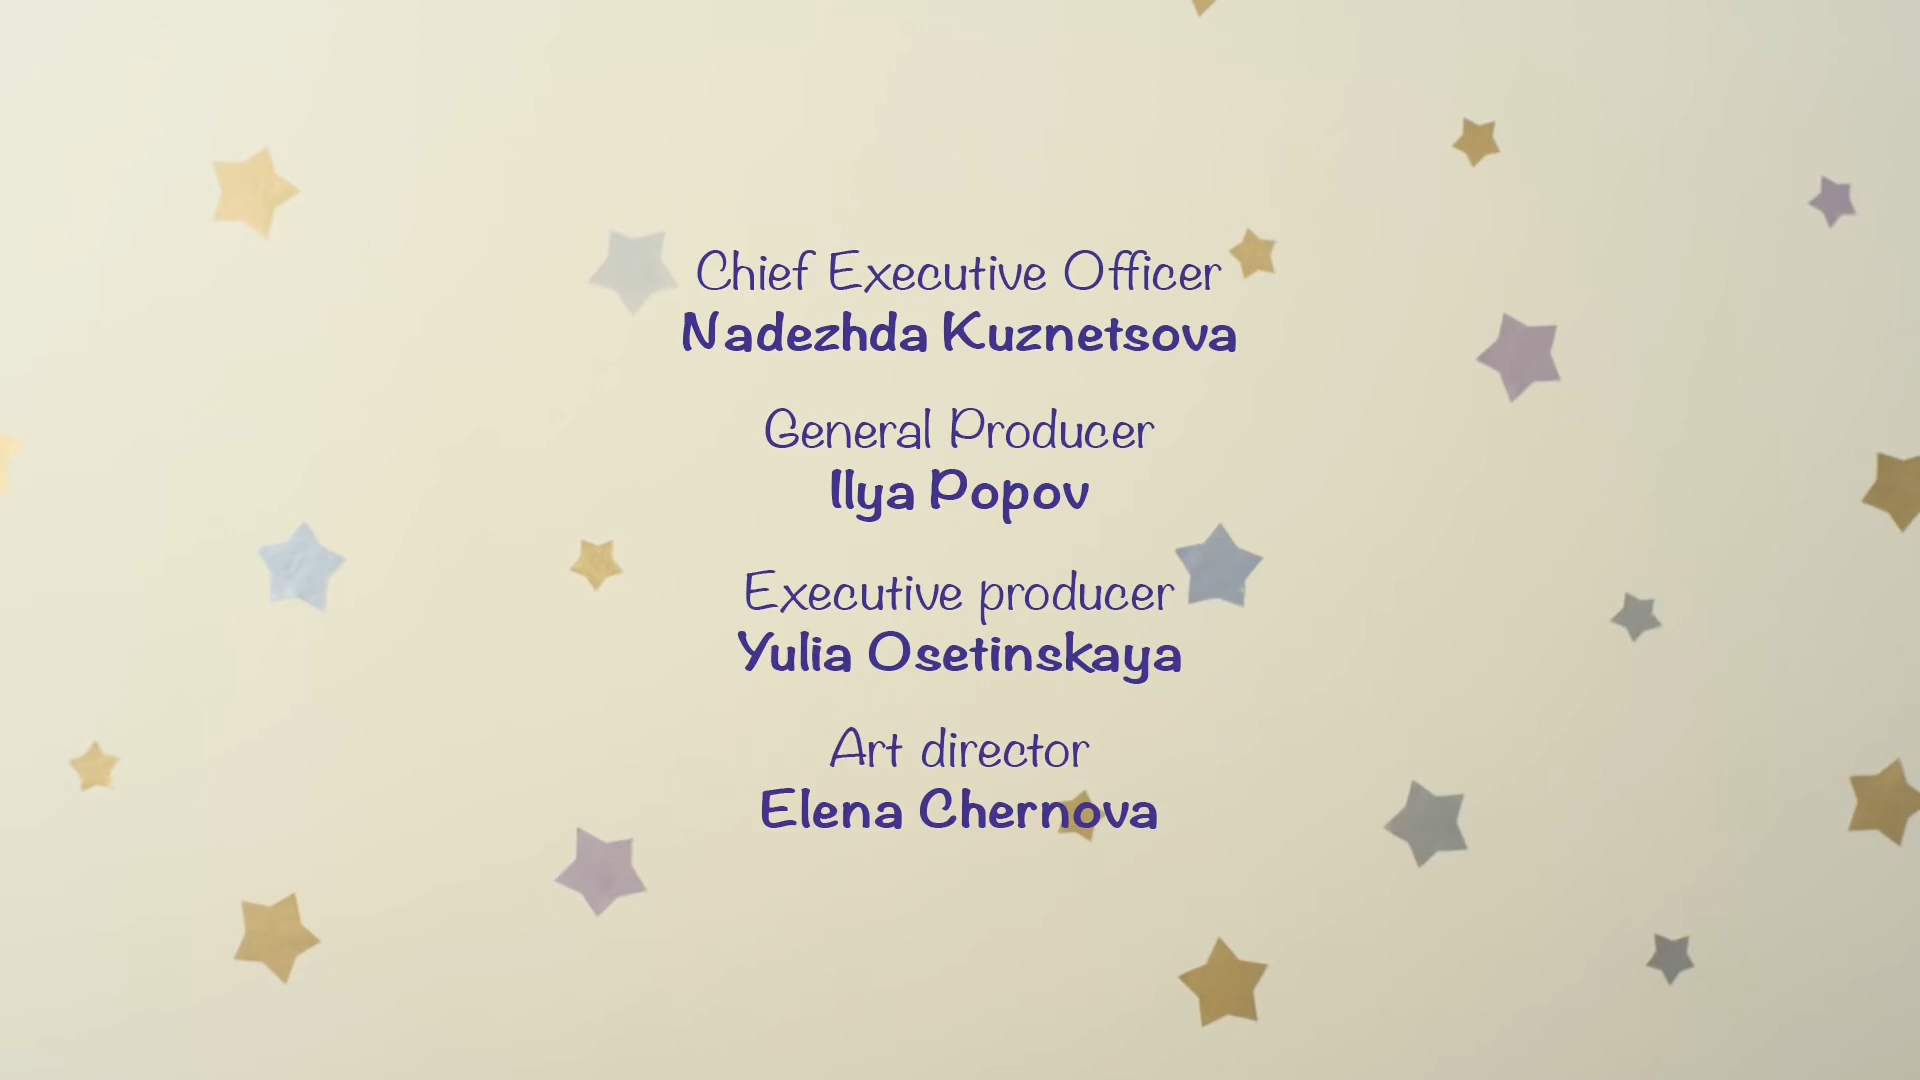 Chief Executive Officer
Nadezhda Kuznetsova
General Producer
Ilya Popov
Executive producer
Yulia Osetinskaya
Art director
Elena Chernova